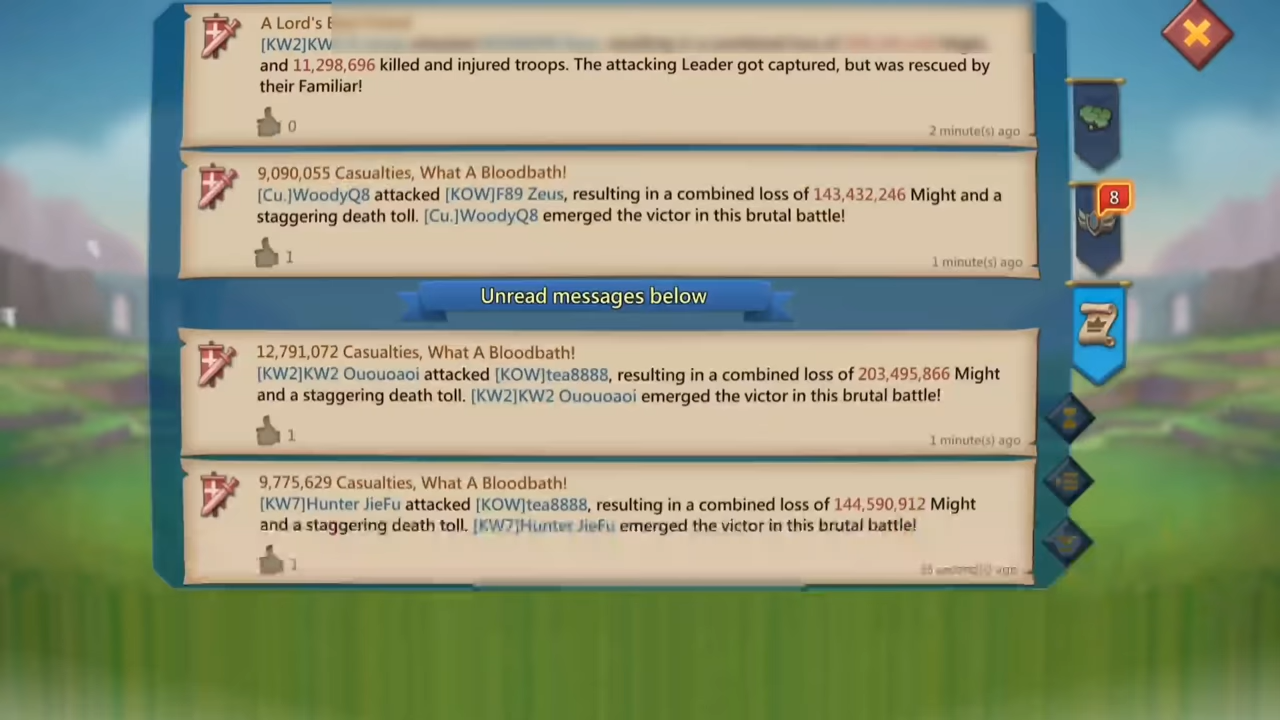 A Lord's
[KW2]KW
and 11,298,696 killed and injured troops. The attacking Leader got captured, but was rescued by
their Familiar!
0
2 minute(s) ago
9,090,055 Casualties, What A Bloodbath!
[Cu.]WoodyQ8 attacked [KOW]F89 Zeus, resulting in a combined loss of 143,432,246 Might and a
staggering death toll. [Cu.]WoodyQ8 emerged the victor in this brutal battle!
1
1 minute(s) ago
8
Unread messages below
12,791,072 Casualties, What A Bloodbath!
[KW2]KW2 Ououoaoi attacked [KOW]tea8888, resulting in a combined loss of 203,495,866 Might
and a staggering death toll. [KW2]KW2 Ououoaoi emerged the victor in this brutal battle!
1
1 minute(s) ago
9,775,629 Casualties, What A Bloodbath!
[KW7]Hunter JieFu attacked [KOW]tea8888, resulting in a combined loss of 144,590,912 Might
and a staggering death toll. [KW7]Hunter JieFu emerged the victor in this brutal battle!
1
ago